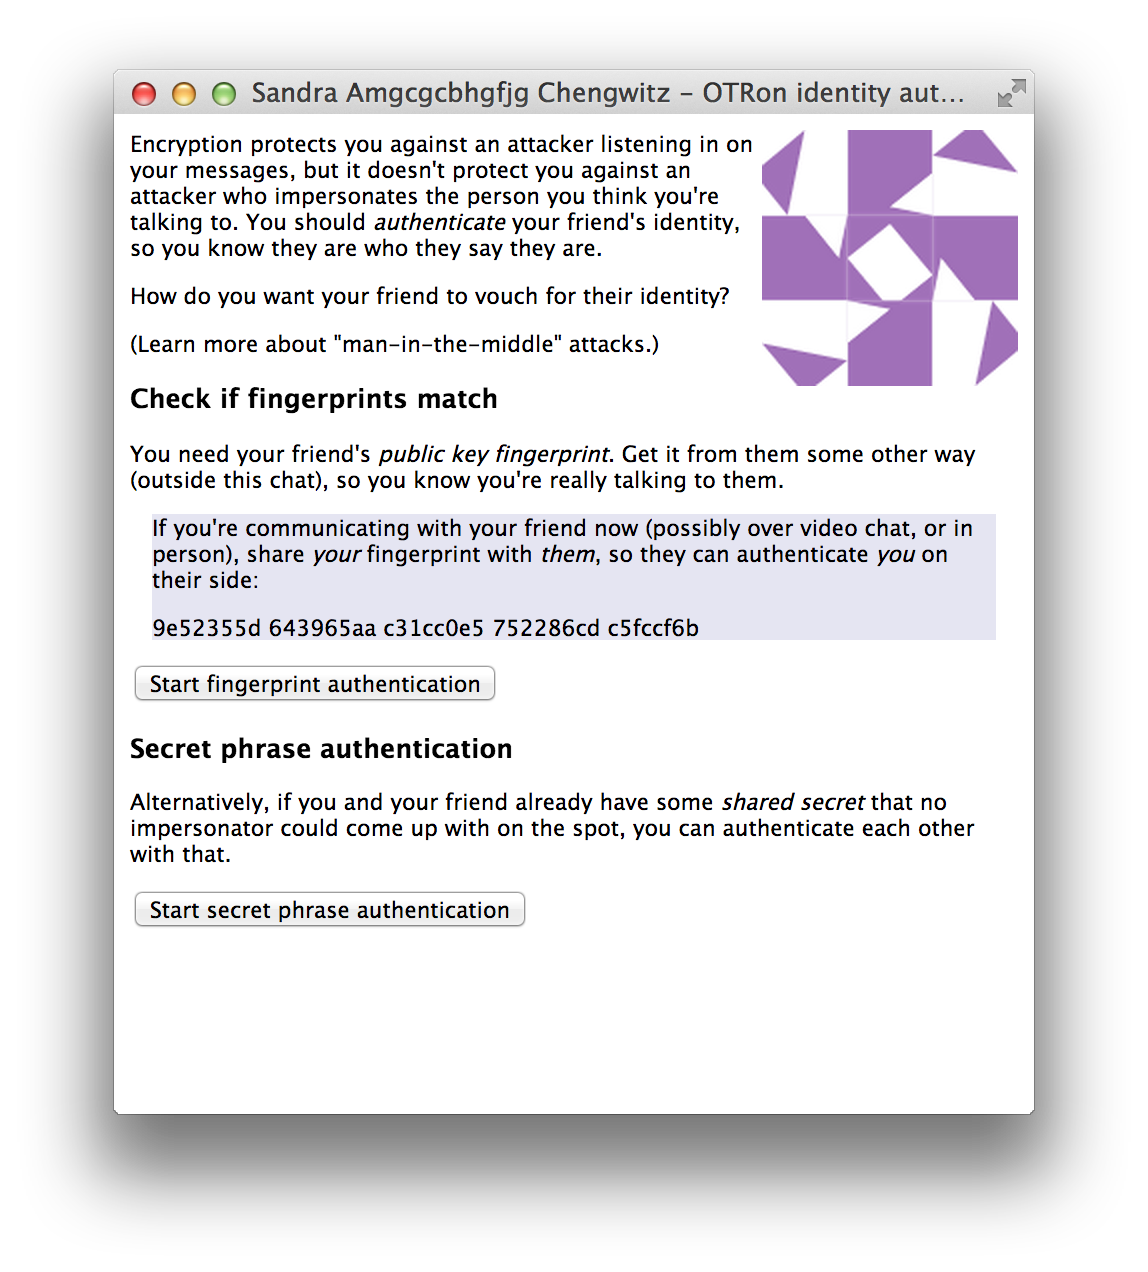 Sandra Amgcgcbhgfjg Chengwitz – OTRon identity aut...
Encryption protects you against an attacker listening in on
your messages, but it doesn't protect you against an
attacker who impersonates the person you think you're
talking to. You should authenticate your friend's identity,
so you know they are who they say they are.
How do you want your friend to vouch for their identity?
(Learn more about "man-in-the-middle" attacks.)
Check if fingerprints match
You need your friend's public key fingerprint. Get it from them some other way
(outside this chat), so you know you're really talking to them.
If you're communicating with your friend now (possibly over video chat, or in
person), share your fingerprint with them, so they can authenticate you on
their side:
9e52355d 643965aa c31cc0e5 752286cd c5fccf6b
Start fingerprint authentication
Secret phrase authentication
Alternatively, if you and your friend already have some shared secret that no
impersonator could come up with on the spot, you can authenticate each other
with that.
Start secret phrase authentication